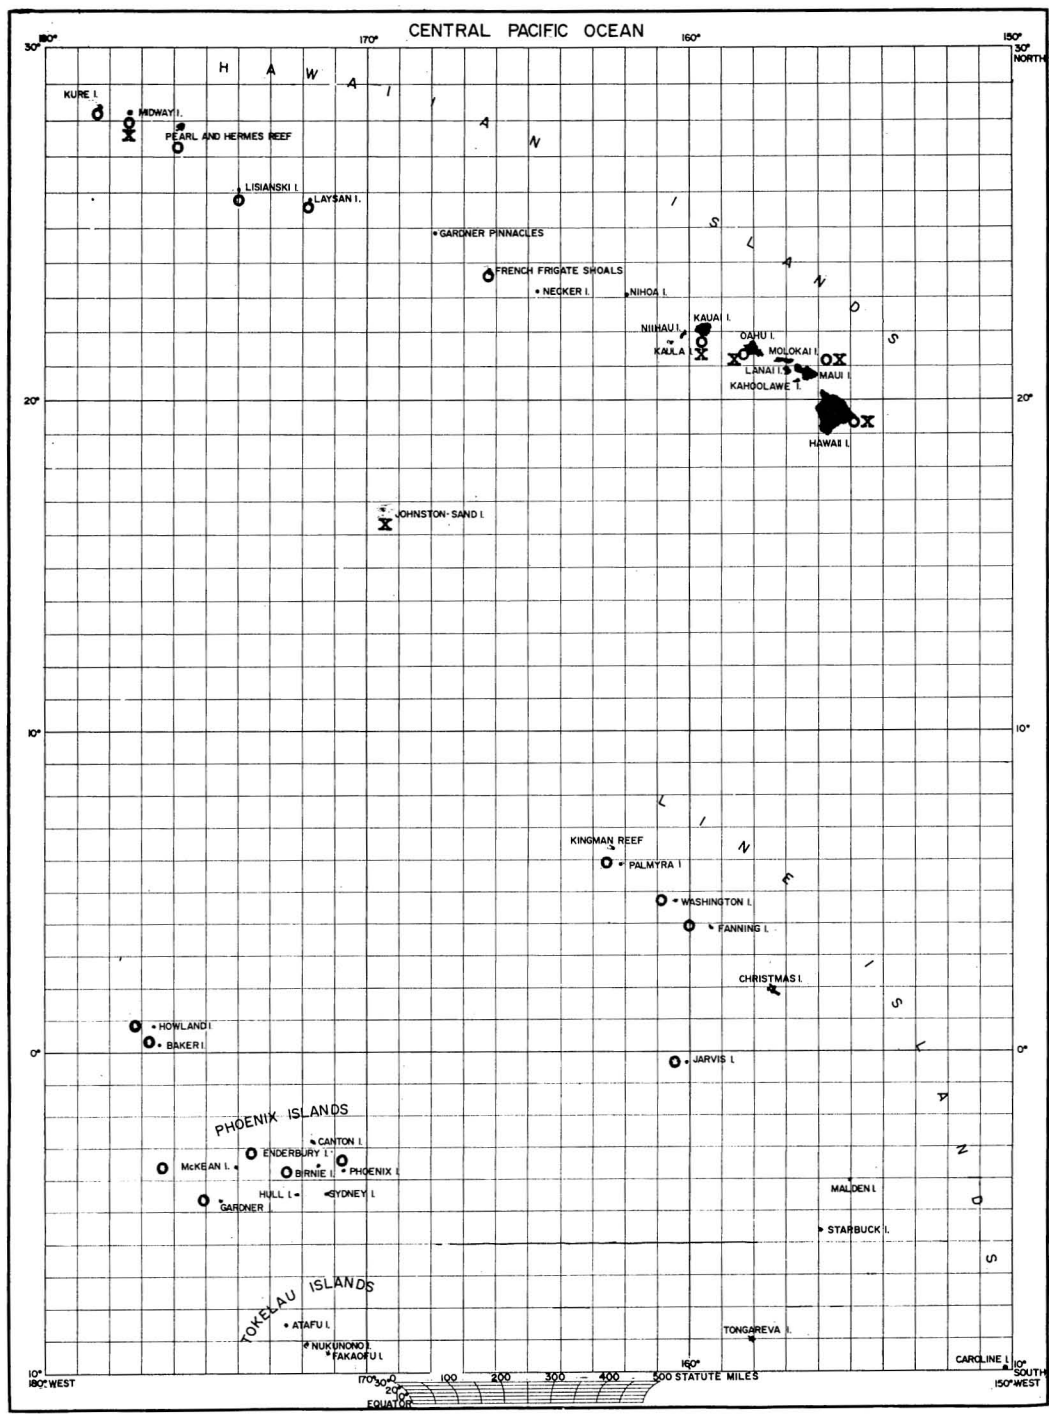 CENTRAL PACIFIC OCEAN
180° 170° 160° 150°
30° 30°
NORTH
H A W A I I A N I S L A N D S
KURE I.
O
MIDWAY I.
O
X
PEARL AND HERMES REEF
O
LISIANSKI I.
O
LAYSAN I.
O
GARDNER PINNACLES
FRENCH FRIGATE SHOALS
O
NECKER I.
NIHOA I.
KAUAI I.
NIIHAU I.
OAHU I.
KAULA I.
O
X
X O
MOLOKAI I.
O X
LANAI I.
MAUI I.
KAHOOLAWE I.
20° 20°
O X
HAWAII I.
JOHNSTON-SAND I.
X
10° 10°
L I N E I S L A N D S
KINGMAN REEF
O PALMYRA I
O WASHINGTON I.
O FANNING I.
CHRISTMAS I.
O HOWLAND I.
O BAKER I.
0° 0°
O JARVIS I.
PHOENIX ISLANDS
CANTON I.
O ENDERBURY I.
O McKEAN I.
O BIRNIE I.
O PHOENIX I.
HULL I. SYDNEY I.
O GARDNER I.
MALDEN I.
STARBUCK I.
TOKELAU ISLANDS
ATAFU I.
NUKUNONO I.
FAKAOFU I.
TONGAREVA I.
CAROLINE I.
10° 10°
SOUTH
180° WEST 170° 160° 150° WEST
30° 0 100 200 300 400 500 STATUTE MILES
20°
10°
EQUATOR